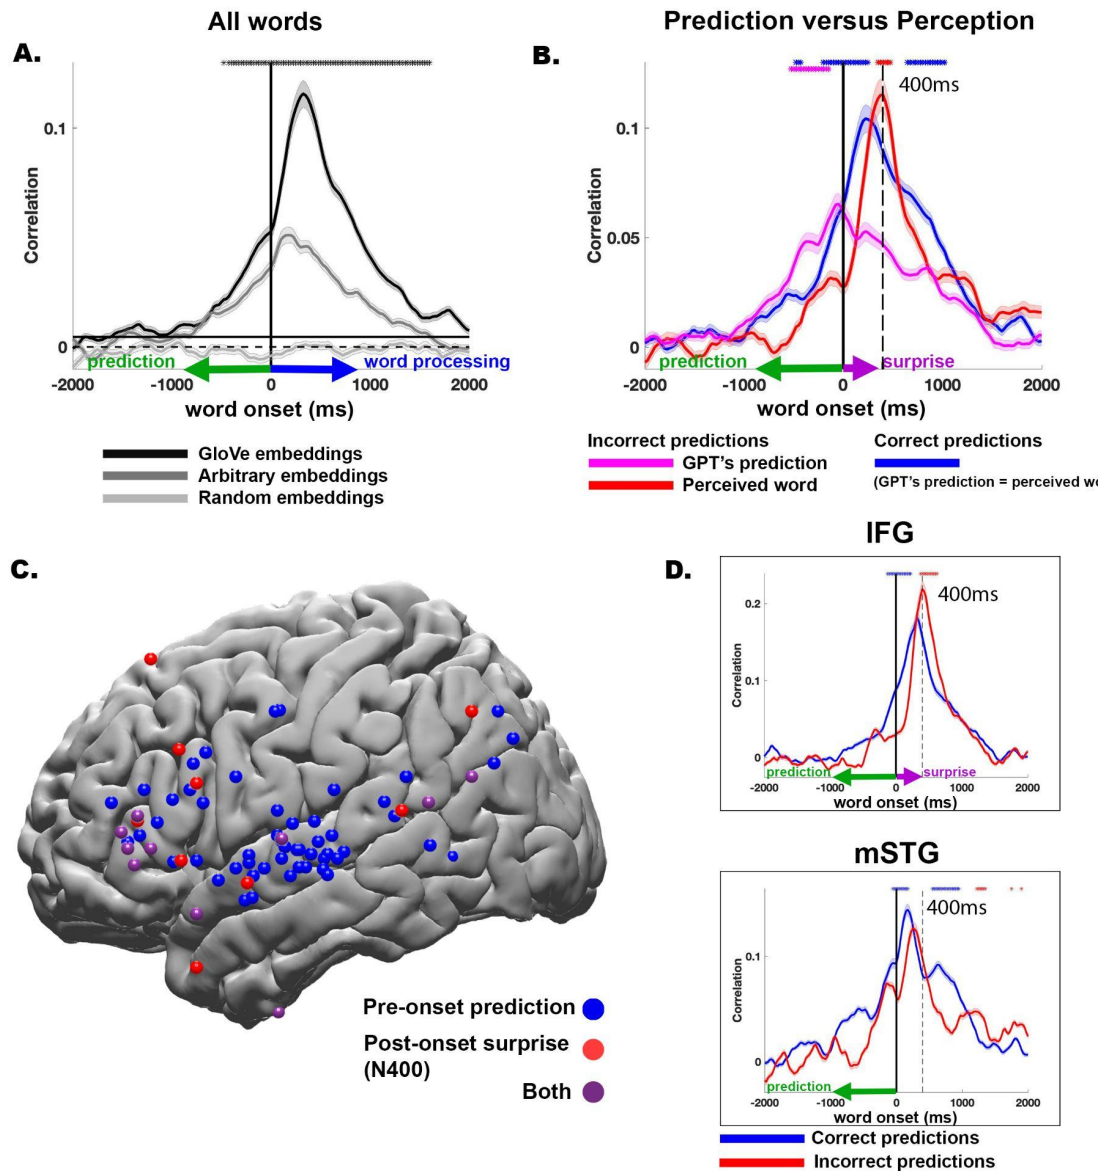 All words
A.
Correlation
0.1
0
prediction
word processing
-2000
-1000
0
1000
2000
word onset (ms)
GloVe embeddings
Arbitrary embeddings
Random embeddings
Prediction versus Perception
B.
400ms
Correlation
0.1
0.05
0
prediction
surprise
-2000
-1000
0
1000
2000
word onset (ms)
Incorrect predictions
GPT's prediction
Perceived word
Correct predictions
(GPT's prediction = perceived wo
C.
Pre-onset prediction
Post-onset surprise
(N400)
Both
D.
IFG
400ms
Correlation
0.2
0.1
0
prediction
surprise
-2000
-1000
0
1000
2000
word onset (ms)
mSTG
400ms
Correlation
0.1
0
prediction
-2000
-1000
0
1000
2000
word onset (ms)
Correct predictions
Incorrect predictions